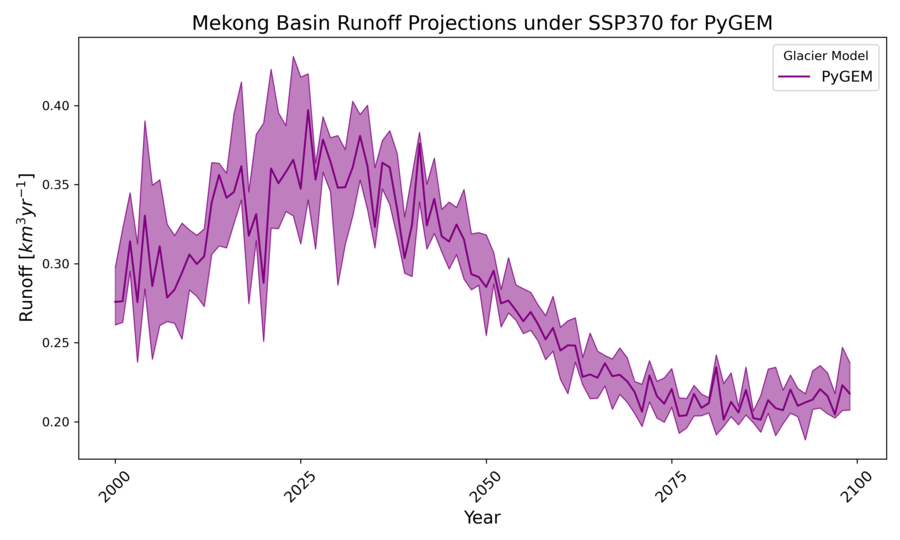 Mekong Basin Runoff Projections under SSP370 for PyGEM
Glacier Model
PyGEM
0.40
0.35
0.30
0.25
0.20
Runoff [km³yr⁻¹]
2000
2025
2050
2075
2100
Year